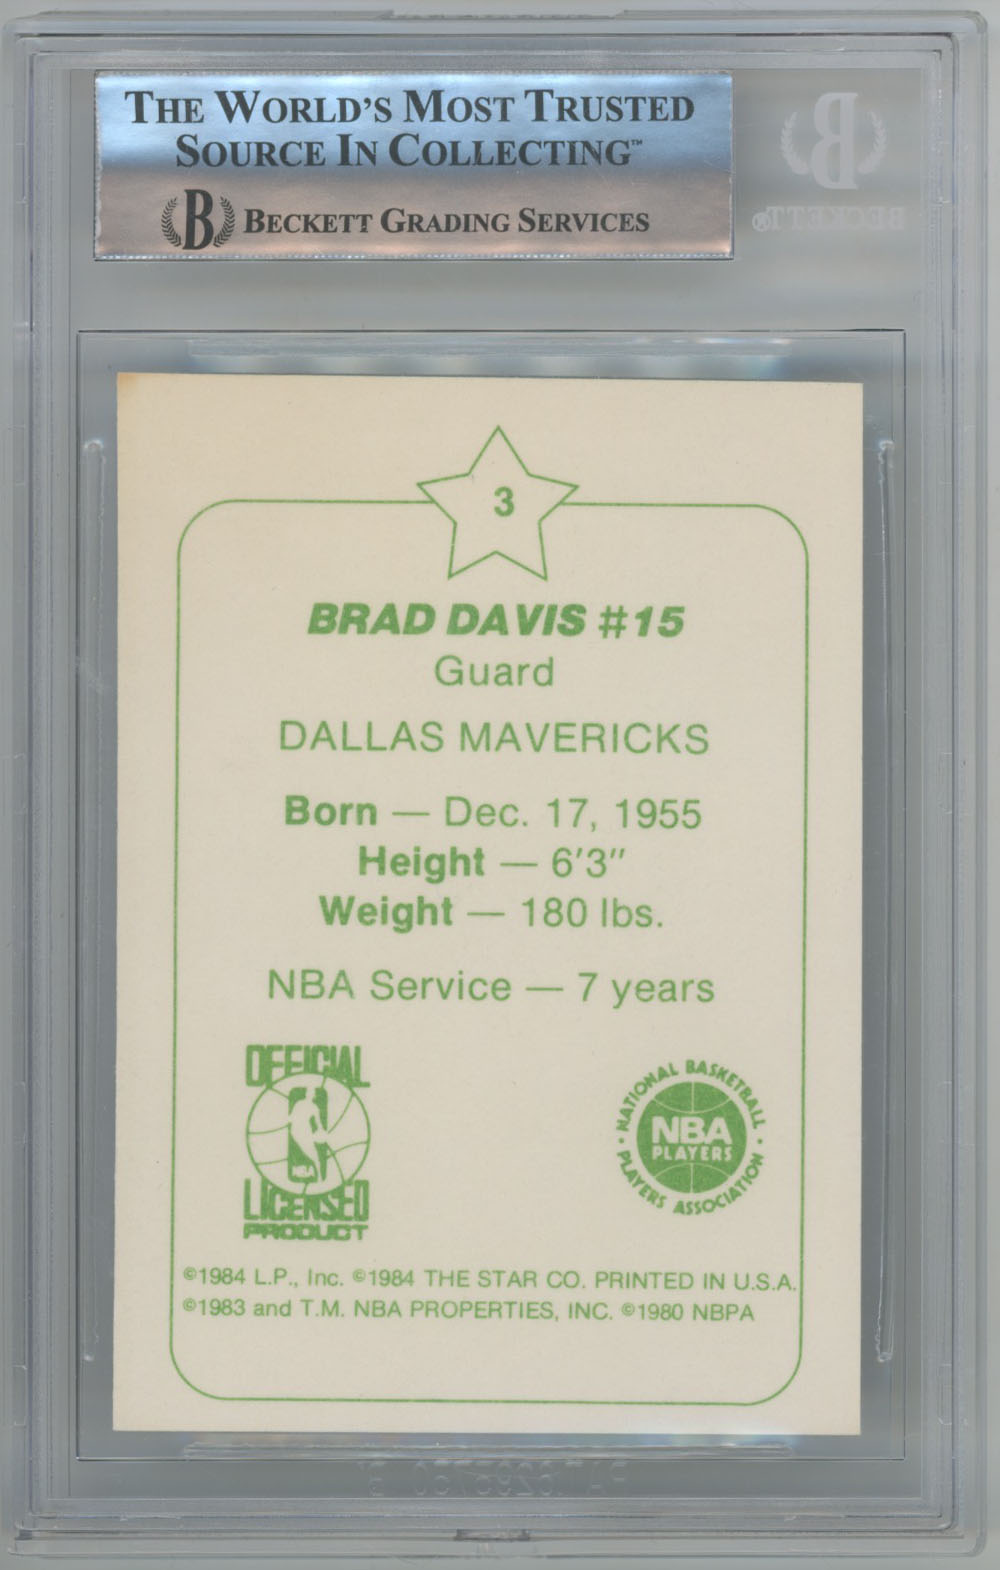 THE WORLD'S MOST TRUSTED
SOURCE IN COLLECTING™
B BECKETT GRADING SERVICES
B
BECKETT®
3
BRAD DAVIS #15
Guard
DALLAS MAVERICKS
Born — Dec. 17, 1955
Height — 6'3"
Weight — 180 lbs.
NBA Service — 7 years
OFFICIAL
NBA
LICENSED
PRODUCT
NATIONAL BASKETBALL
NBA
PLAYERS
PLAYERS ASSOCIATION
©1984 L.P., Inc. ©1984 THE STAR CO. PRINTED IN U.S.A.
©1983 and T.M. NBA PROPERTIES, INC. ©1980 NBPA